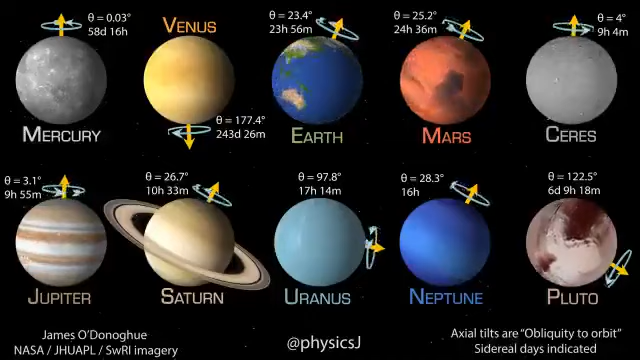 θ = 0.03°
58d 16h
MERCURY
VENUS
θ = 177.4°
243d 26m
θ = 23.4°
23h 56m
EARTH
θ = 25.2°
24h 36m
MARS
θ = 4°
9h 4m
CERES
θ = 3.1°
9h 55m
JUPITER
θ = 26.7°
10h 33m
SATURN
θ = 97.8°
17h 14m
URANUS
θ = 28.3°
16h
NEPTUNE
θ = 122.5°
6d 9h 18m
PLUTO
James O'Donoghue
NASA / JHUAPL / SwRI imagery
@physicsJ
Axial tilts are "Obliquity to orbit"
Sidereal days indicated